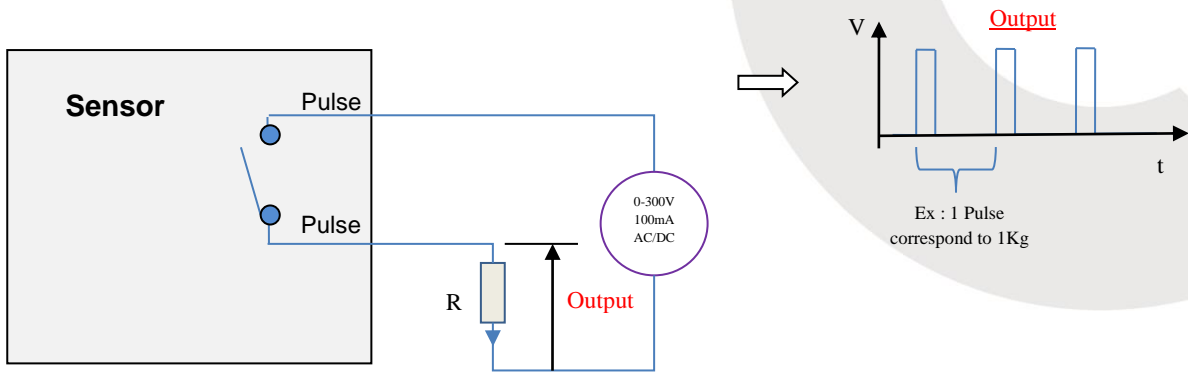 Sensor
Pulse
Pulse
0-300V
100mA
AC/DC
R
Output
Output
V
t
Ex : 1 Pulse
correspond to 1Kg